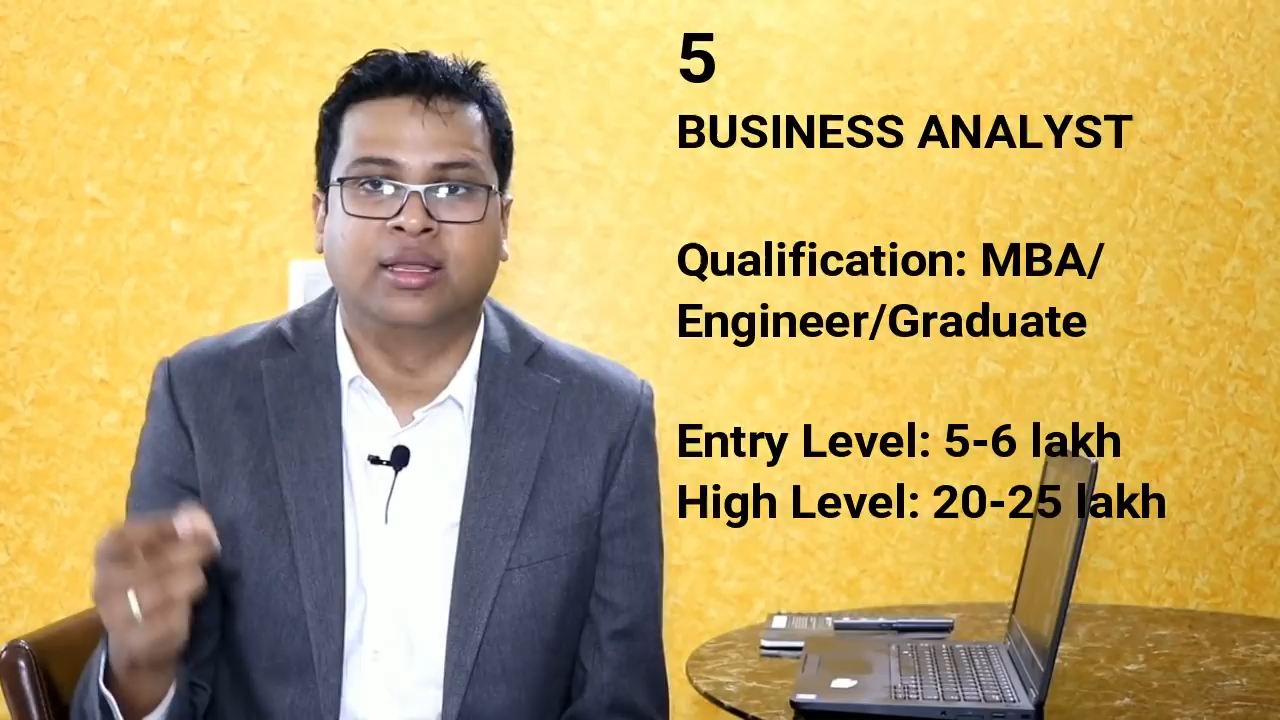 5
BUSINESS ANALYST
Qualification: MBA/
Engineer/Graduate
Entry Level: 5-6 lakh
High Level: 20-25 lakh